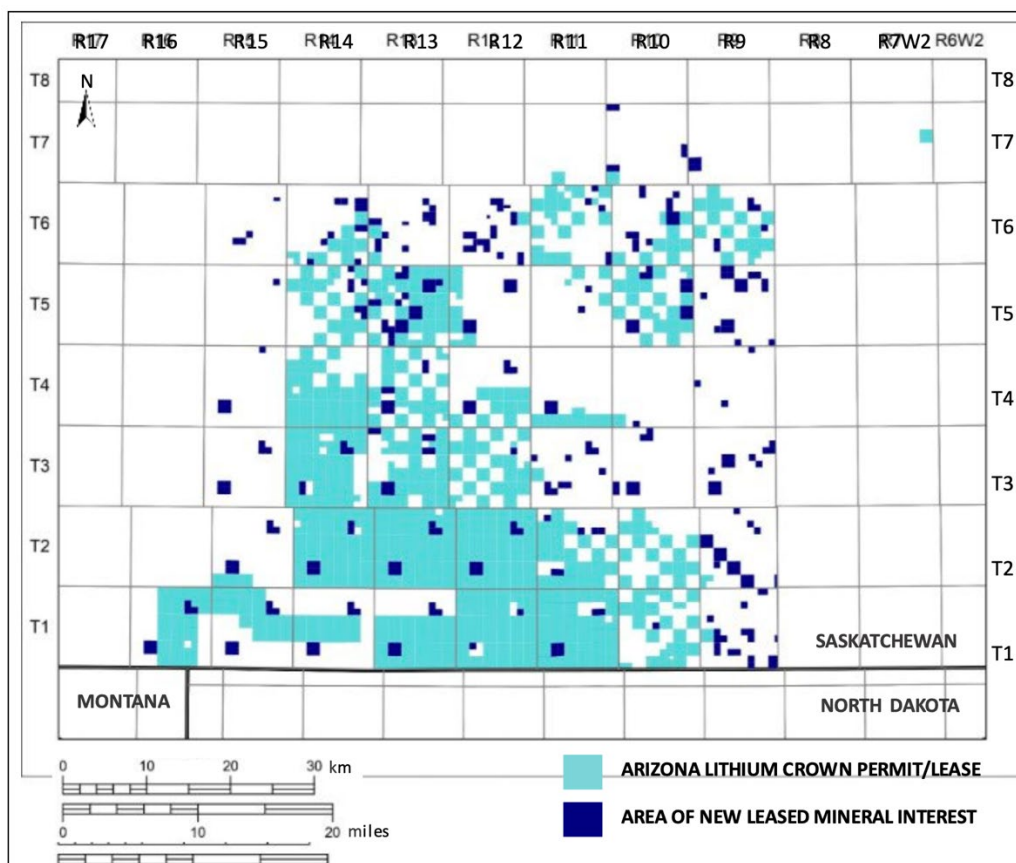 R17 R16 R15 R14 R13 R12 R11 R10 R9 R8 R7W2 R6W2
T8 T8
N
T7 T7
T6 T6
T5 T5
T4 T4
T3 T3
T2 T2
T1 T1
SASKATCHEWAN
MONTANA
NORTH DAKOTA
0 10 20 30 km
0 10 20 miles
ARIZONA LITHIUM CROWN PERMIT/LEASE
AREA OF NEW LEASED MINERAL INTEREST